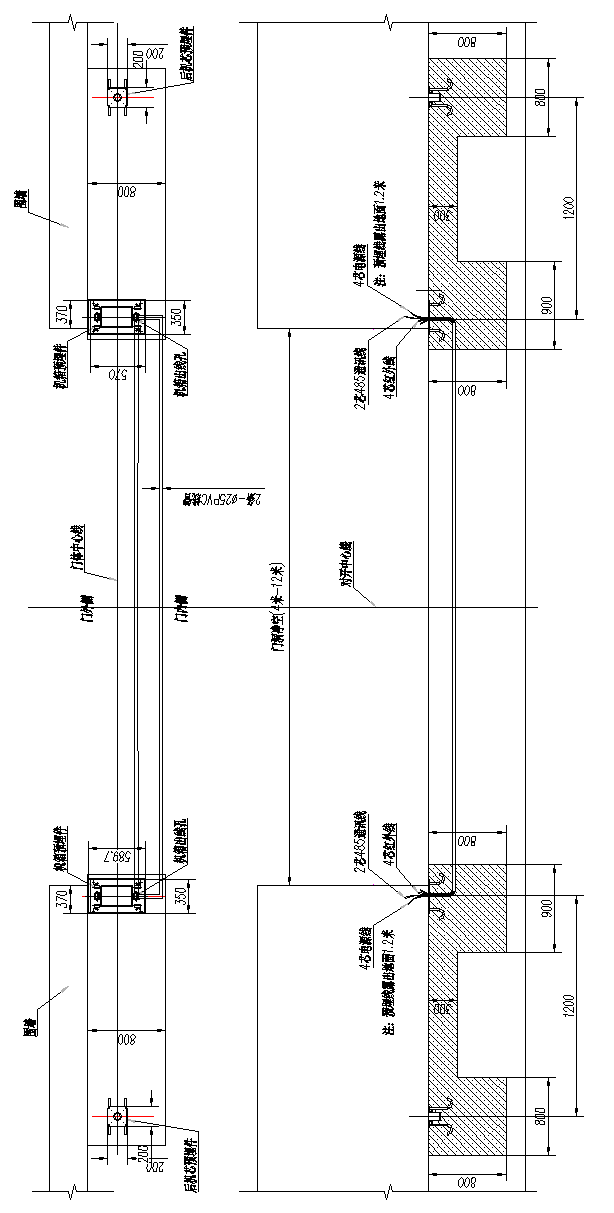 后机芯预埋件
200
200
围墙
800
370
350
机箱预埋件
570
机箱出线孔
2条-ø25PVC线管
门体中心线
门外侧
门内侧
机箱预埋件
589.7
机箱出线孔
370
350
围墙
800
200
200
后机芯预埋件
800
800
300
1200
4芯电源线
注：预埋线露出地面1.2米
900
2芯485通讯线
4芯红外线
800
门洞净空(4米-12米)
对开中心线
2芯485通讯线
4芯红外线
800
4芯电源线
注：预埋线露出地面1.2米
900
300
1200
800
800